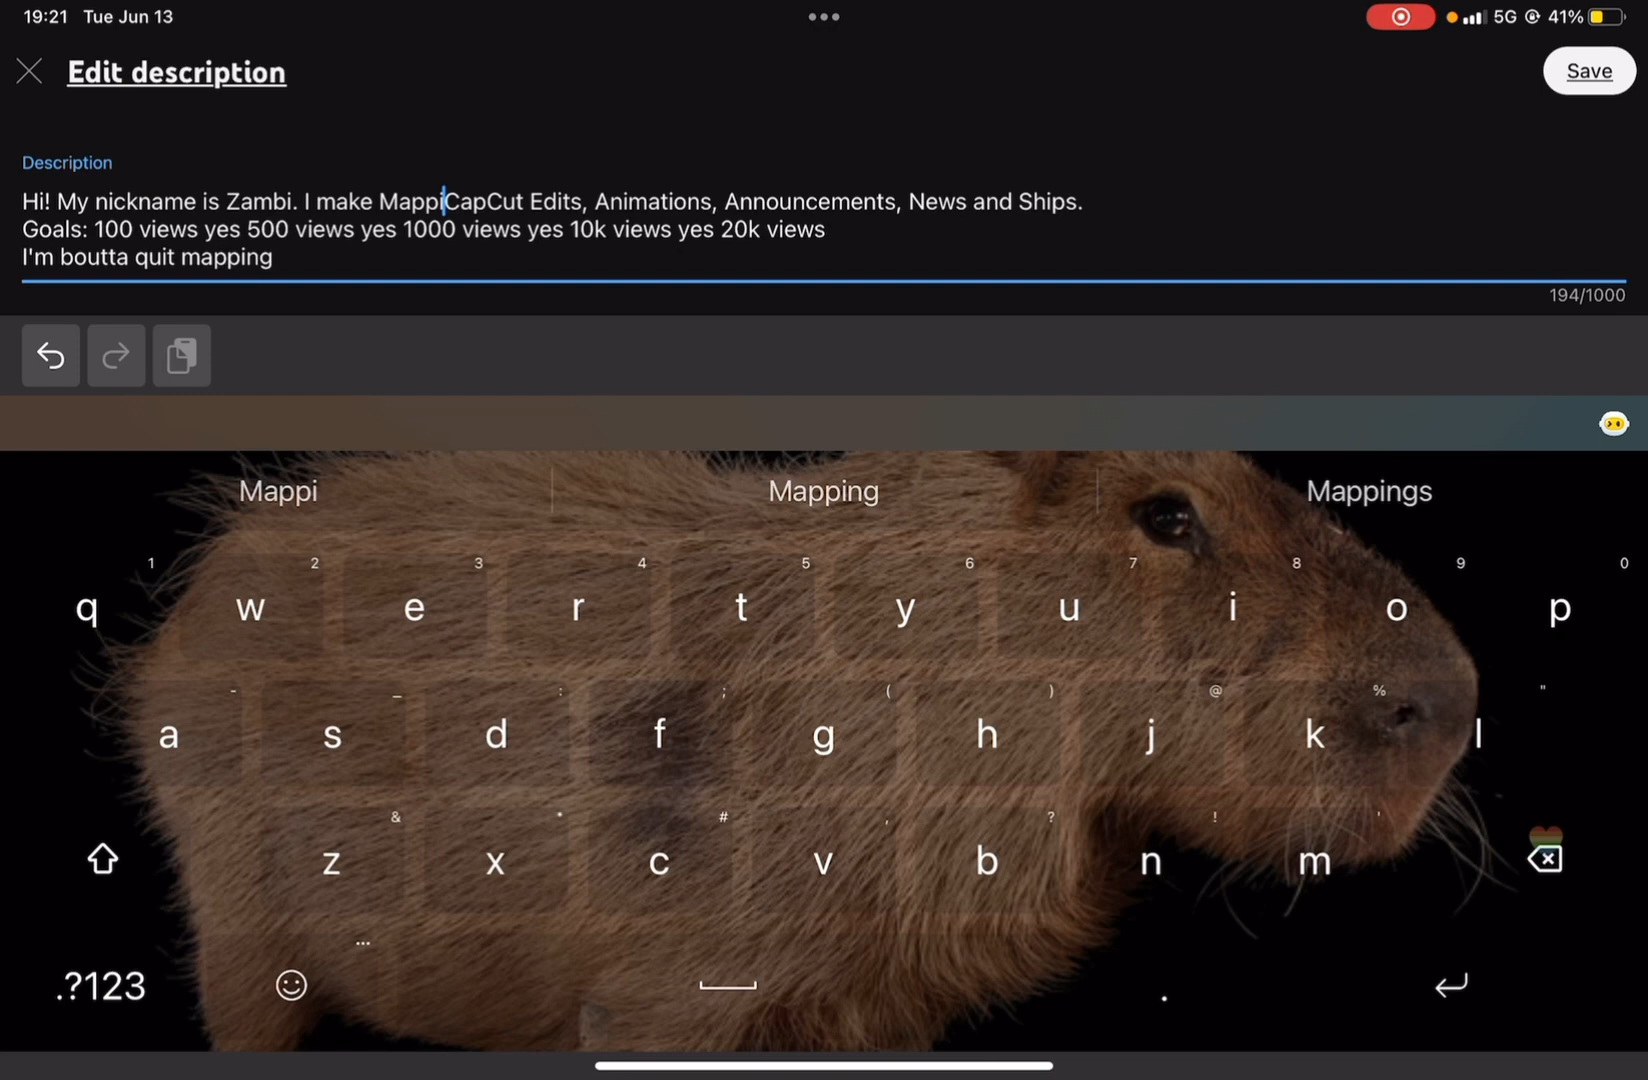 19:21 Tue Jun 13
5G 41%
Edit description
Save
Description
Hi! My nickname is Zambi. I make MappiCapCut Edits, Animations, Announcements, News and Ships.
Goals: 100 views yes 500 views yes 1000 views yes 10k views yes 20k views
I'm boutta quit mapping
194/1000
Mappi Mapping Mappings
1 2 3 4 5 6 7 8 9 0
q w e r t y u i o p
- _ : ; ( ) @ % "
a s d f g h j k l
& * # , ? ! '
z x c v b n m
...
.?123 .